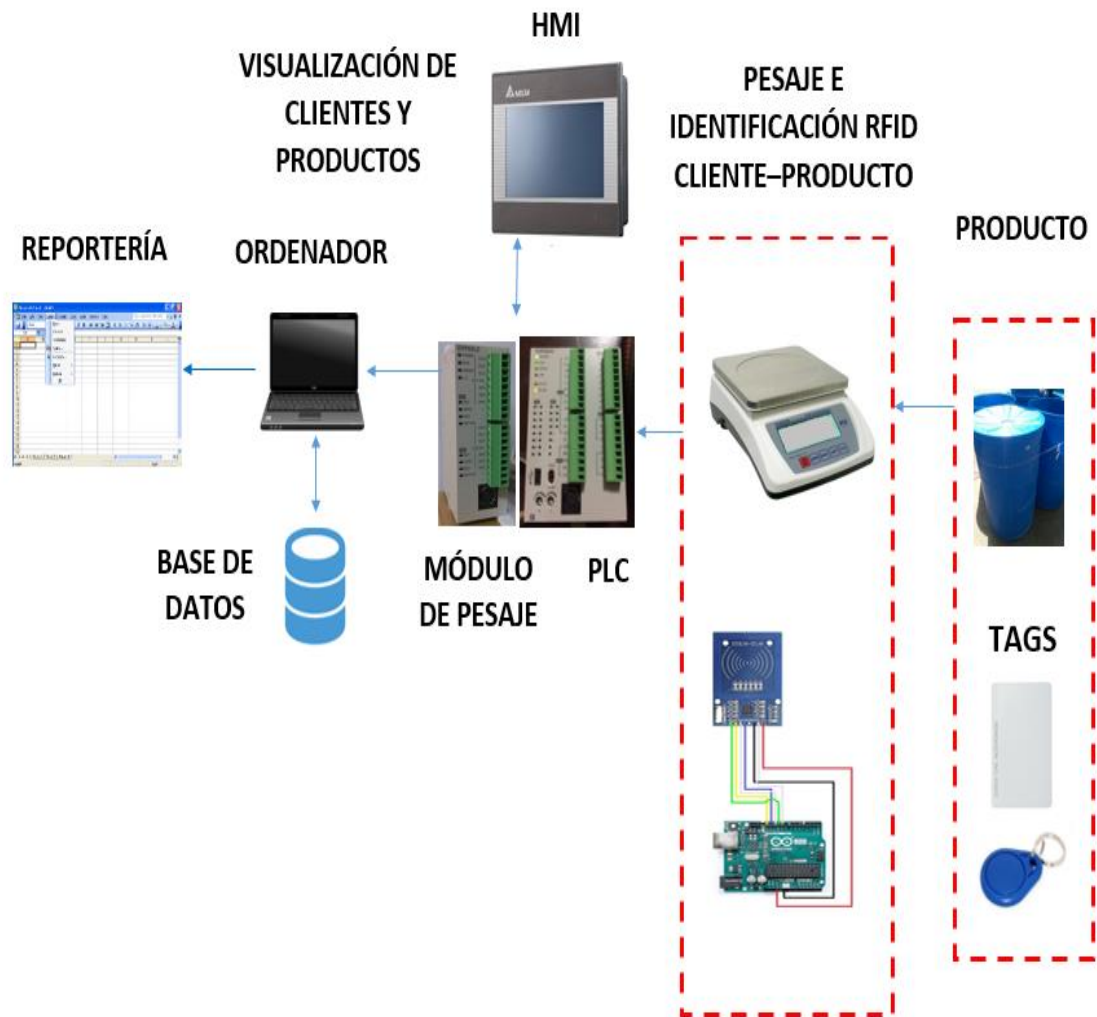 HMI
VISUALIZACIÓN DE
CLIENTES Y
PRODUCTOS
PESAJE E
IDENTIFICACIÓN RFID
CLIENTE–PRODUCTO
PRODUCTO
REPORTERÍA
ORDENADOR
BASE DE
DATOS
MÓDULO
DE PESAJE
PLC
TAGS